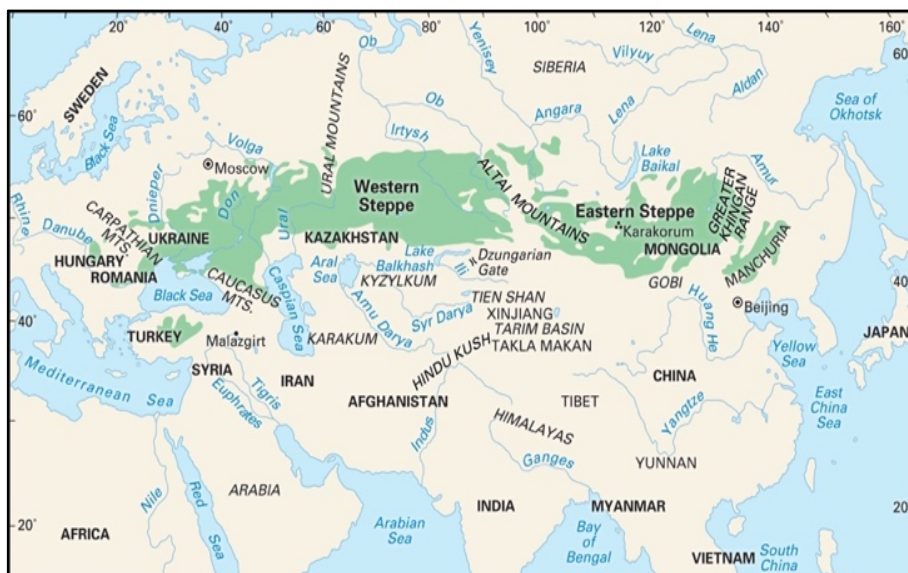 20°
40°
60°
80°
100°
120°
140°
160°
60°
SWEDEN
Black Sea
60°
Rhine
Danube
CARPATHIAN
MTS.
HUNGARY
ROMANIA
UKRAINE
Dnieper
Moscow
Volga
Don
Ural
URAL MOUNTAINS
Ob
Ob
Irtysh
Yenisey
SIBERIA
Angara
Vilyuy
Lena
Lena
Aldan
Sea of
Okhotsk
Lake
Baikal
Amur
Western
Steppe
ALTAI MOUNTAINS
Eastern Steppe
Karakorum
MONGOLIA
GREATER
KHINGAN
RANGE
MANCHURIA
KAZAKHSTAN
Aral
Sea
Lake
Balkhash
Ili
Dzungarian
Gate
KYZYLKUM
GOBI
Black Sea
CAUCASUS
MTS.
Caspian Sea
Amu Darya
Syr Darya
TIEN SHAN
XINJIANG
TARIM BASIN
TAKLA MAKAN
Huang He
Beijing
40°
40
TURKEY
Malazgirt
KARAKUM
HINDU KUSH
Yellow
Sea
JAPAN
Mediterranean Sea
SYRIA
Tigris
Euphrates
IRAN
AFGHANISTAN
Indus
HIMALAYAS
TIBET
CHINA
Yangtze
East
China
Sea
Ganges
YUNNAN
Nile
Red
Sea
ARABIA
Arabian
Sea
INDIA
Bay
of
Bengal
MYANMAR
VIETNAM
South
China
20°
20
AFRICA